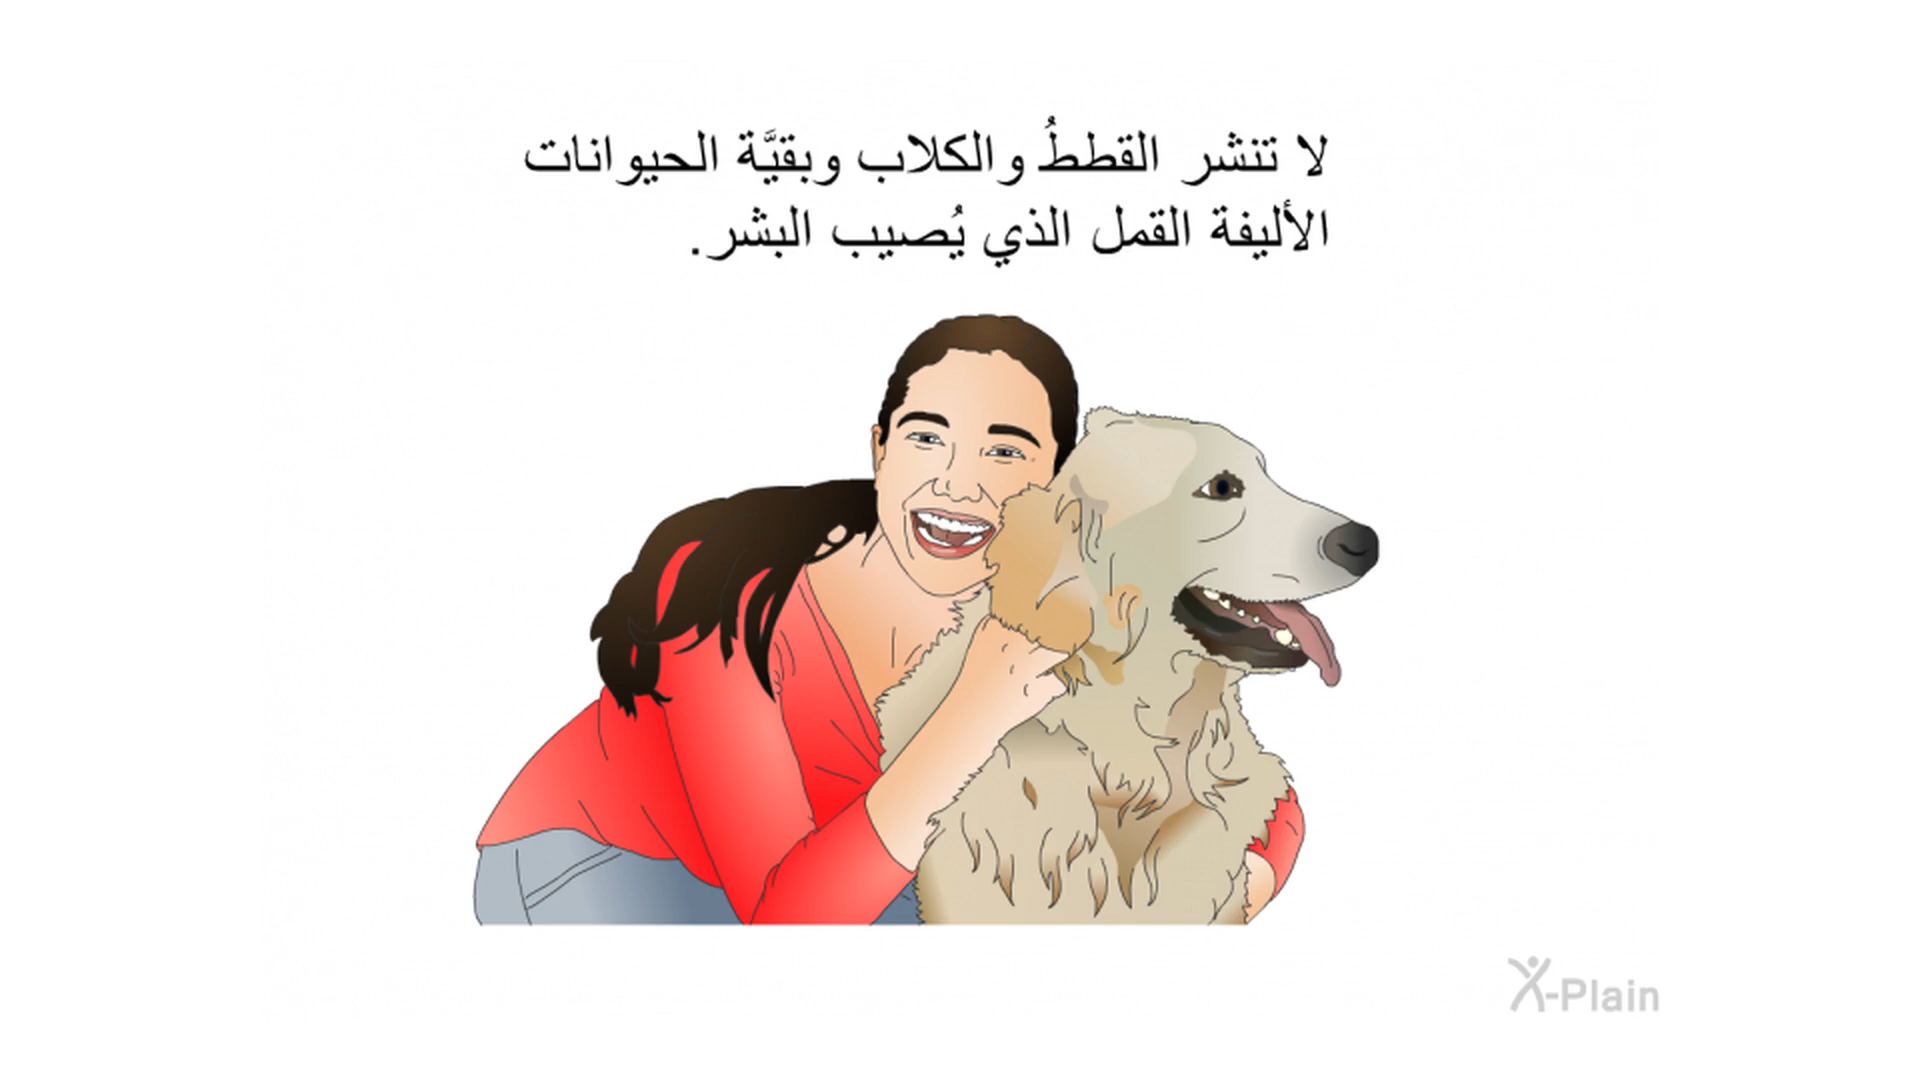 لا تنشر القططُ والكلاب وبقيَّة الحيوانات
الأليفة القمل الذي يُصيب البشر.
X-Plain